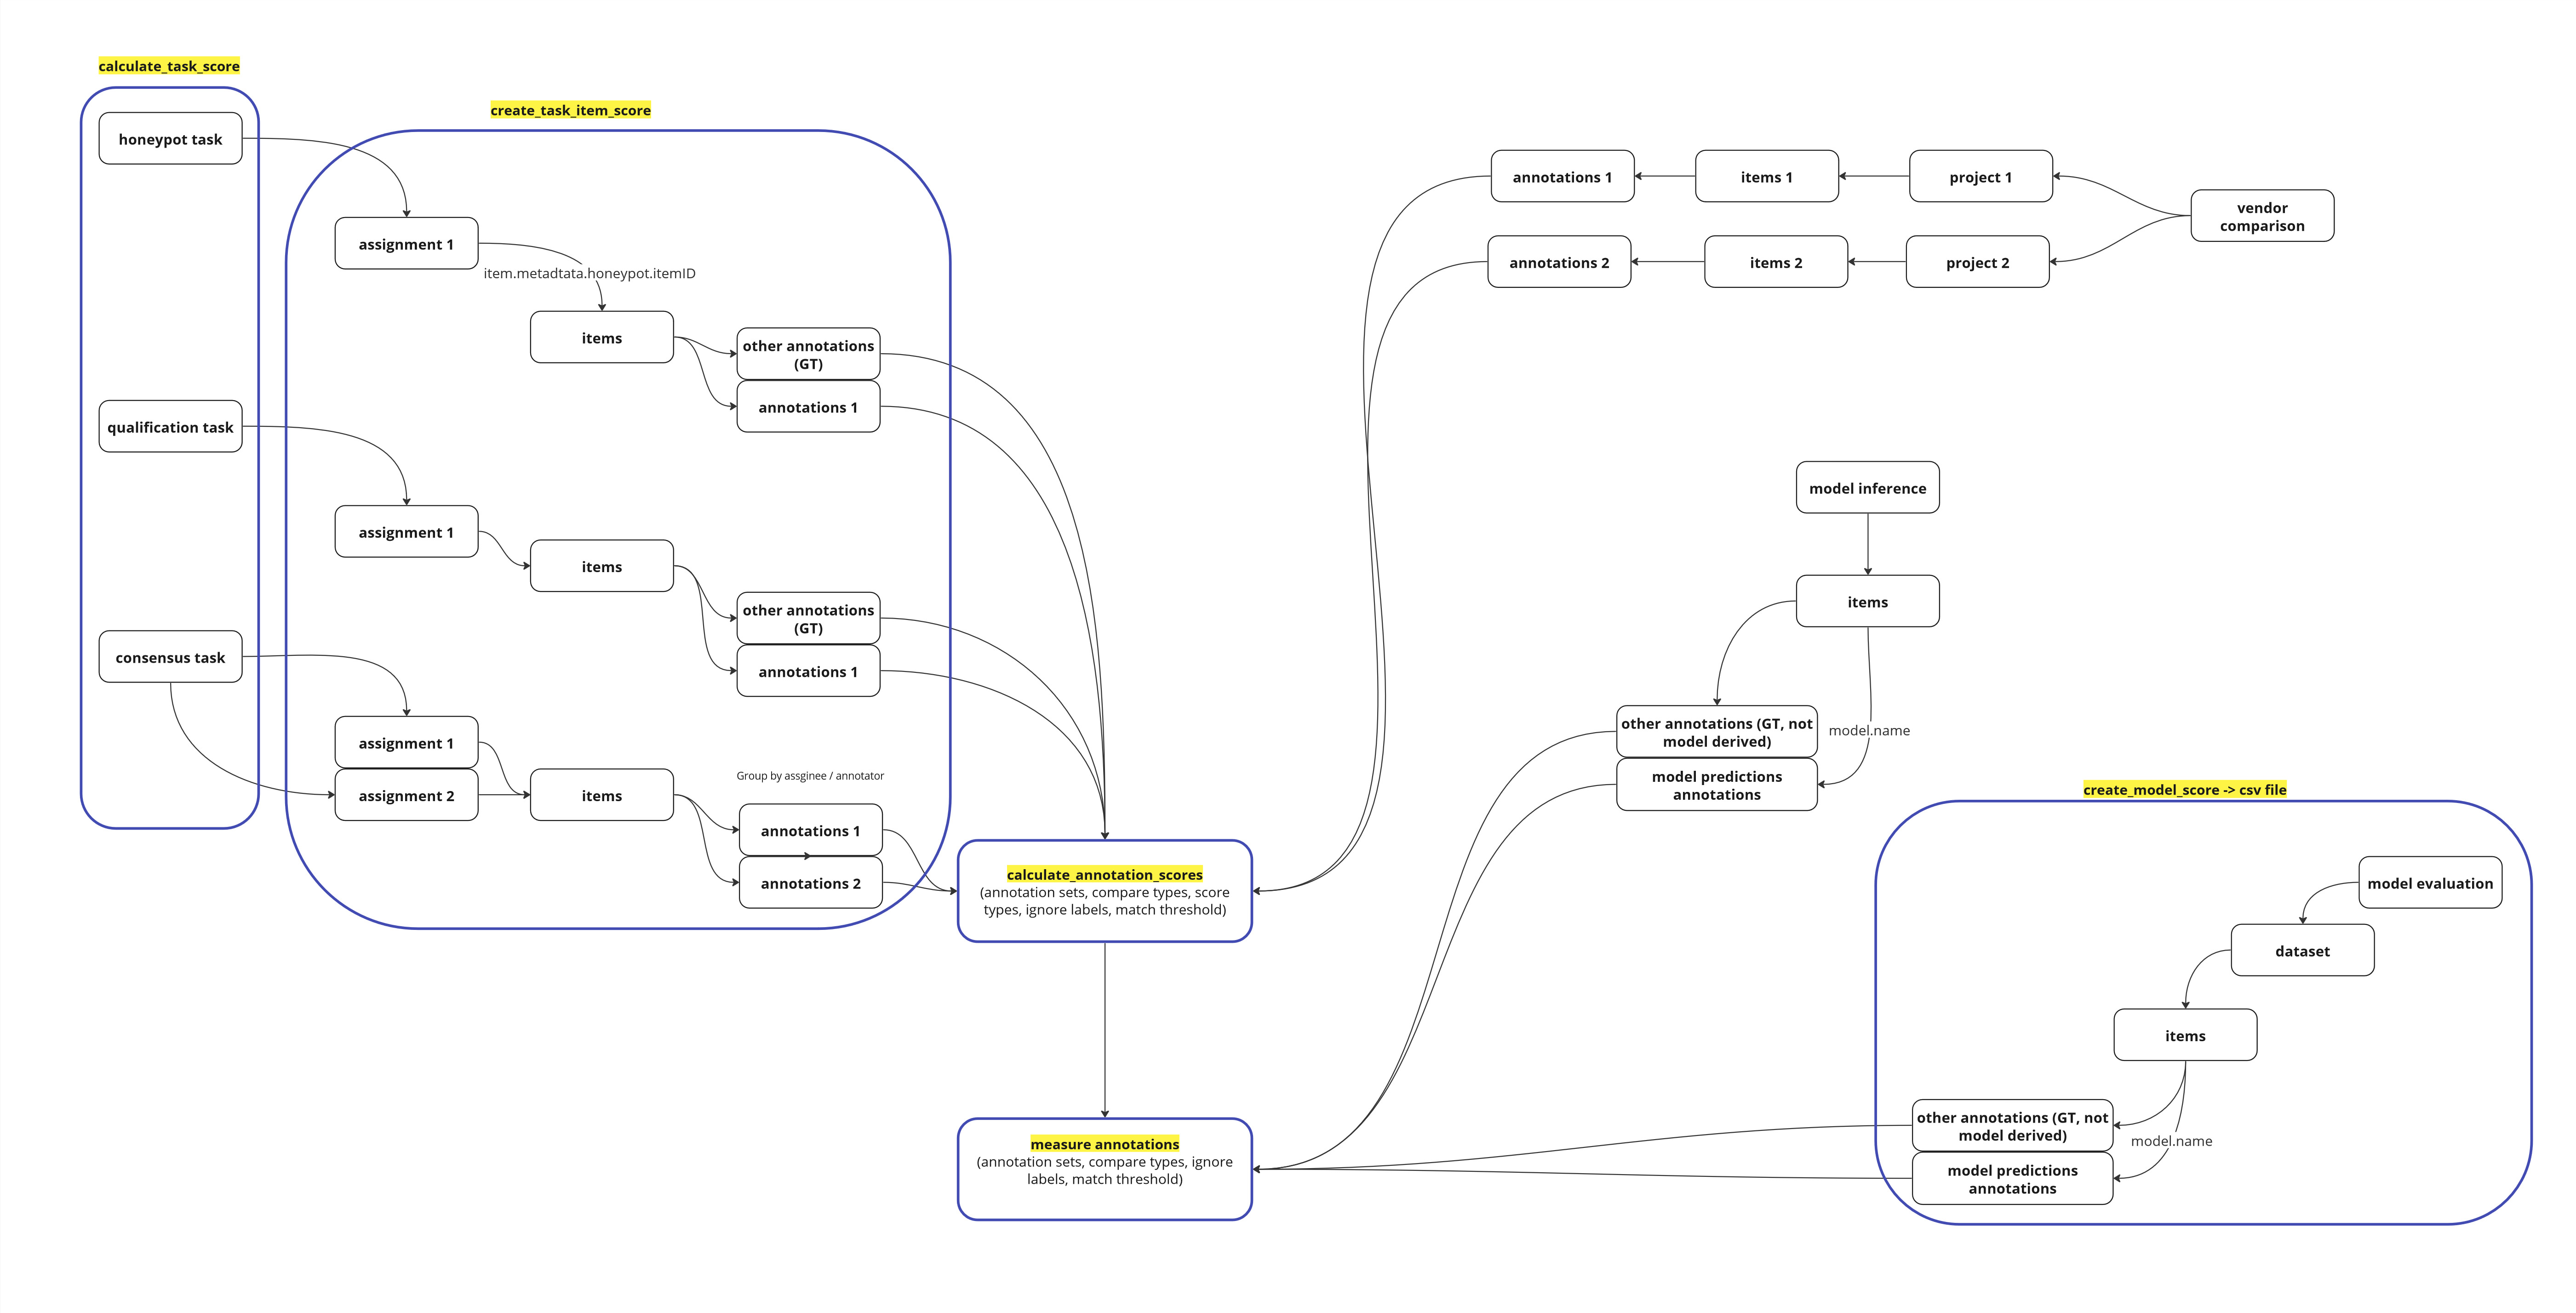 calculate_task_score
honeypot task
qualification task
consensus task
create_task_item_score
assignment 1
item.metadtata.honeypot.itemID
items
other annotations
(GT)
annotations 1
assignment 1
items
other annotations
(GT)
annotations 1
assignment 1
assignment 2
items
Group by assginee / annotator
annotations 1
annotations 2
calculate_annotation_scores
(annotation sets, compare types, score
types, ignore labels, match threshold)
measure annotations
(annotation sets, compare types, ignore
labels, match threshold)
annotations 1
items 1
project 1
vendor
comparison
annotations 2
items 2
project 2
model inference
items
other annotations (GT, not
model derived)
model.name
model predictions
annotations
create_model_score -> csv file
model evaluation
dataset
items
other annotations (GT, not
model derived)
model.name
model predictions
annotations